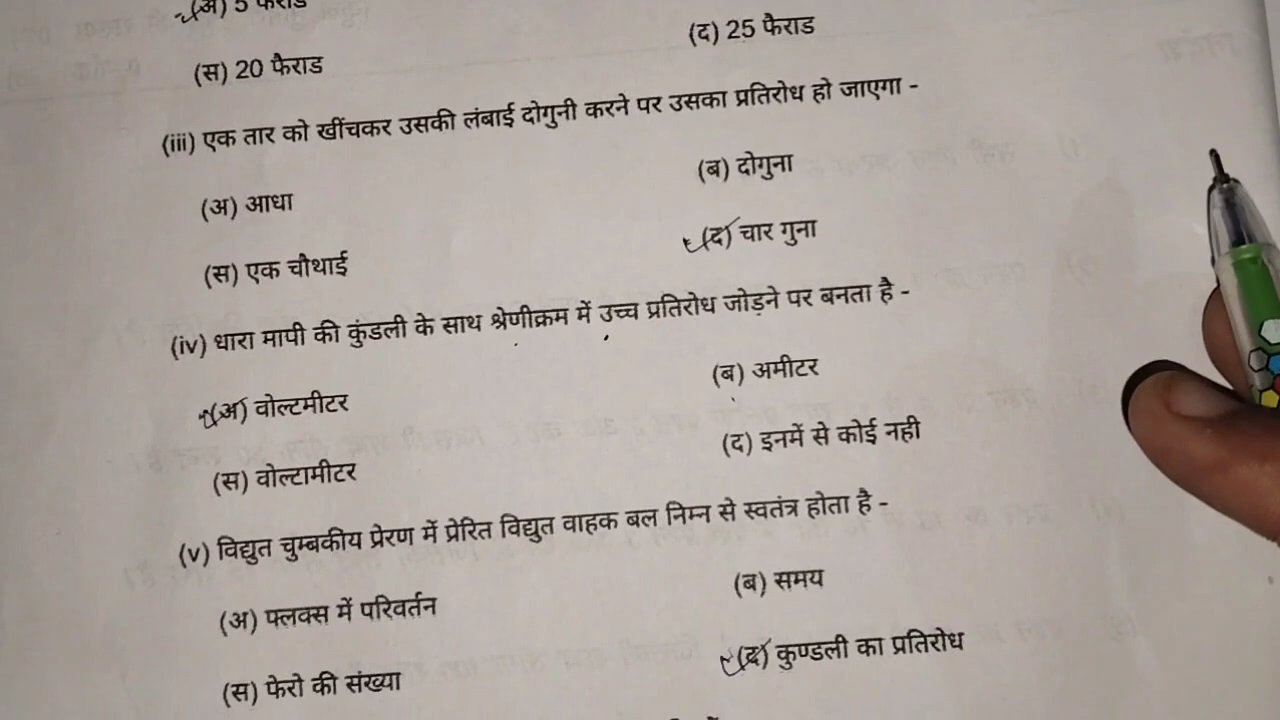 (अ) 5 फैराड
(स) 20 फैराड (द) 25 फैराड
(iii) एक तार को खींचकर उसकी लंबाई दोगुनी करने पर उसका प्रतिरोध हो जाएगा -
(अ) आधा (ब) दोगुना
(स) एक चौथाई (द) चार गुना
(iv) धारा मापी की कुंडली के साथ श्रेणीक्रम में उच्च प्रतिरोध जोड़ने पर बनता है -
(अ) वोल्टमीटर (ब) अमीटर
(स) वोल्टामीटर (द) इनमें से कोई नही
(v) विद्युत चुम्बकीय प्रेरण में प्रेरित विद्युत वाहक बल निम्न से स्वतंत्र होता है -
(अ) फ्लक्स में परिवर्तन (ब) समय
(स) फेरो की संख्या (द) कुण्डली का प्रतिरोध